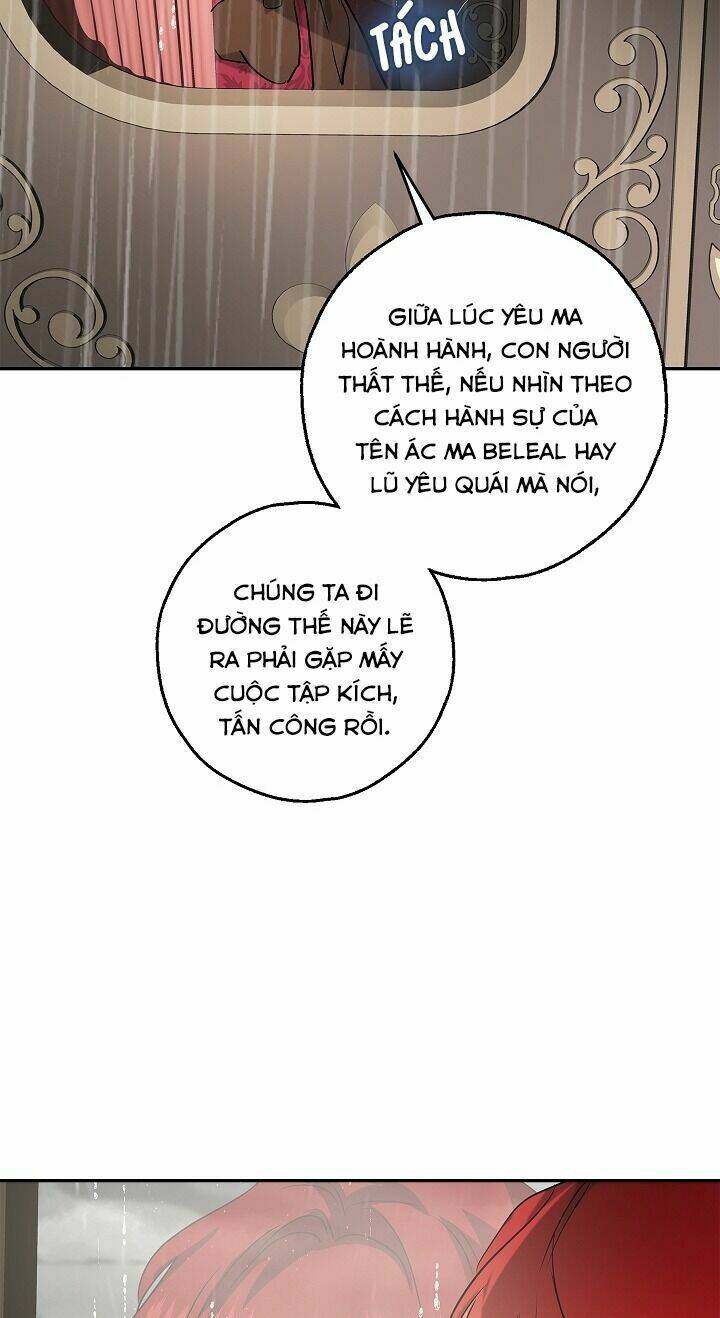 TÁCH
GIỮA LÚC YÊU MA
HOÀNH HÀNH, CON NGƯỜI
THẤT THẾ, NẾU NHÌN THEO
CÁCH HÀNH SỰ CỦA
TÊN ÁC MA BELEAL HAY
LŨ YÊU QUÁI MÀ NÓI,
CHÚNG TA ĐI
ĐƯỜNG THẾ NÀY LẼ
RA PHẢI GẶP MẤY
CUỘC TẬP KÍCH,
TẤN CÔNG RỒI.